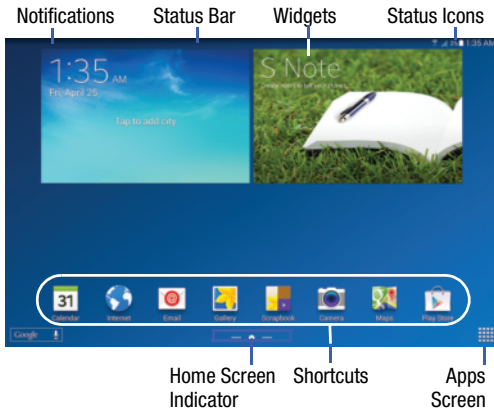 Notifications Status Bar Widgets Status Icons
1:35 AM
1:35 AM
Fri, April 25
Tap to add city
S Note
31
Calendar Internet Email Gallery Scrapbook Camera Maps Play Store
Google
Home Screen Indicator
Shortcuts
Apps Screen